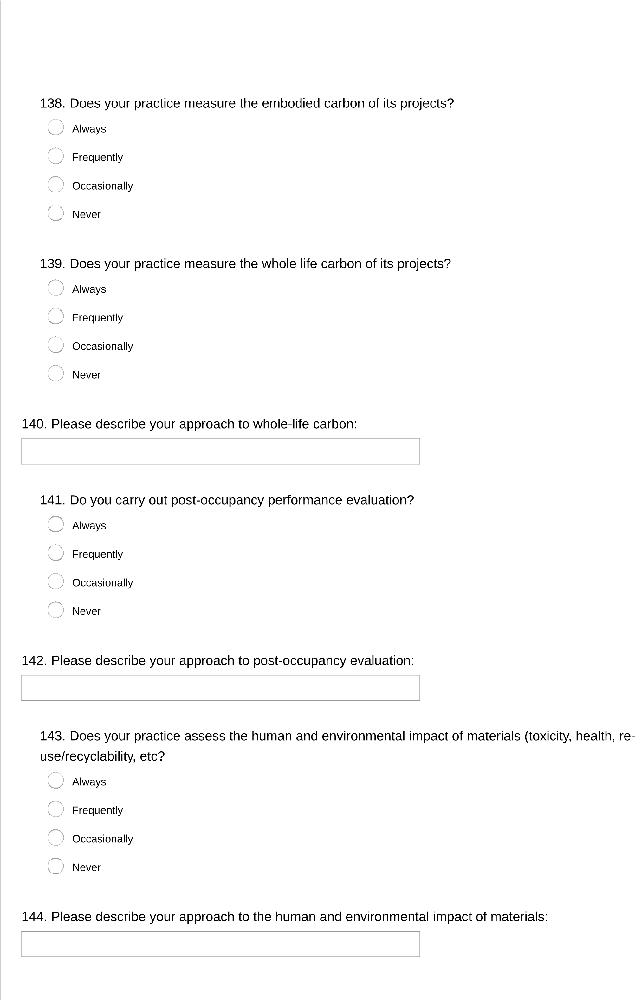 138. Does your practice measure the embodied carbon of its projects?
Always
Frequently
Occasionally
Never
139. Does your practice measure the whole life carbon of its projects?
Always
Frequently
Occasionally
Never
140. Please describe your approach to whole-life carbon:
141. Do you carry out post-occupancy performance evaluation?
Always
Frequently
Occasionally
Never
142. Please describe your approach to post-occupancy evaluation:
143. Does your practice assess the human and environmental impact of materials (toxicity, health, re-
use/recyclability, etc?
Always
Frequently
Occasionally
Never
144. Please describe your approach to the human and environmental impact of materials: